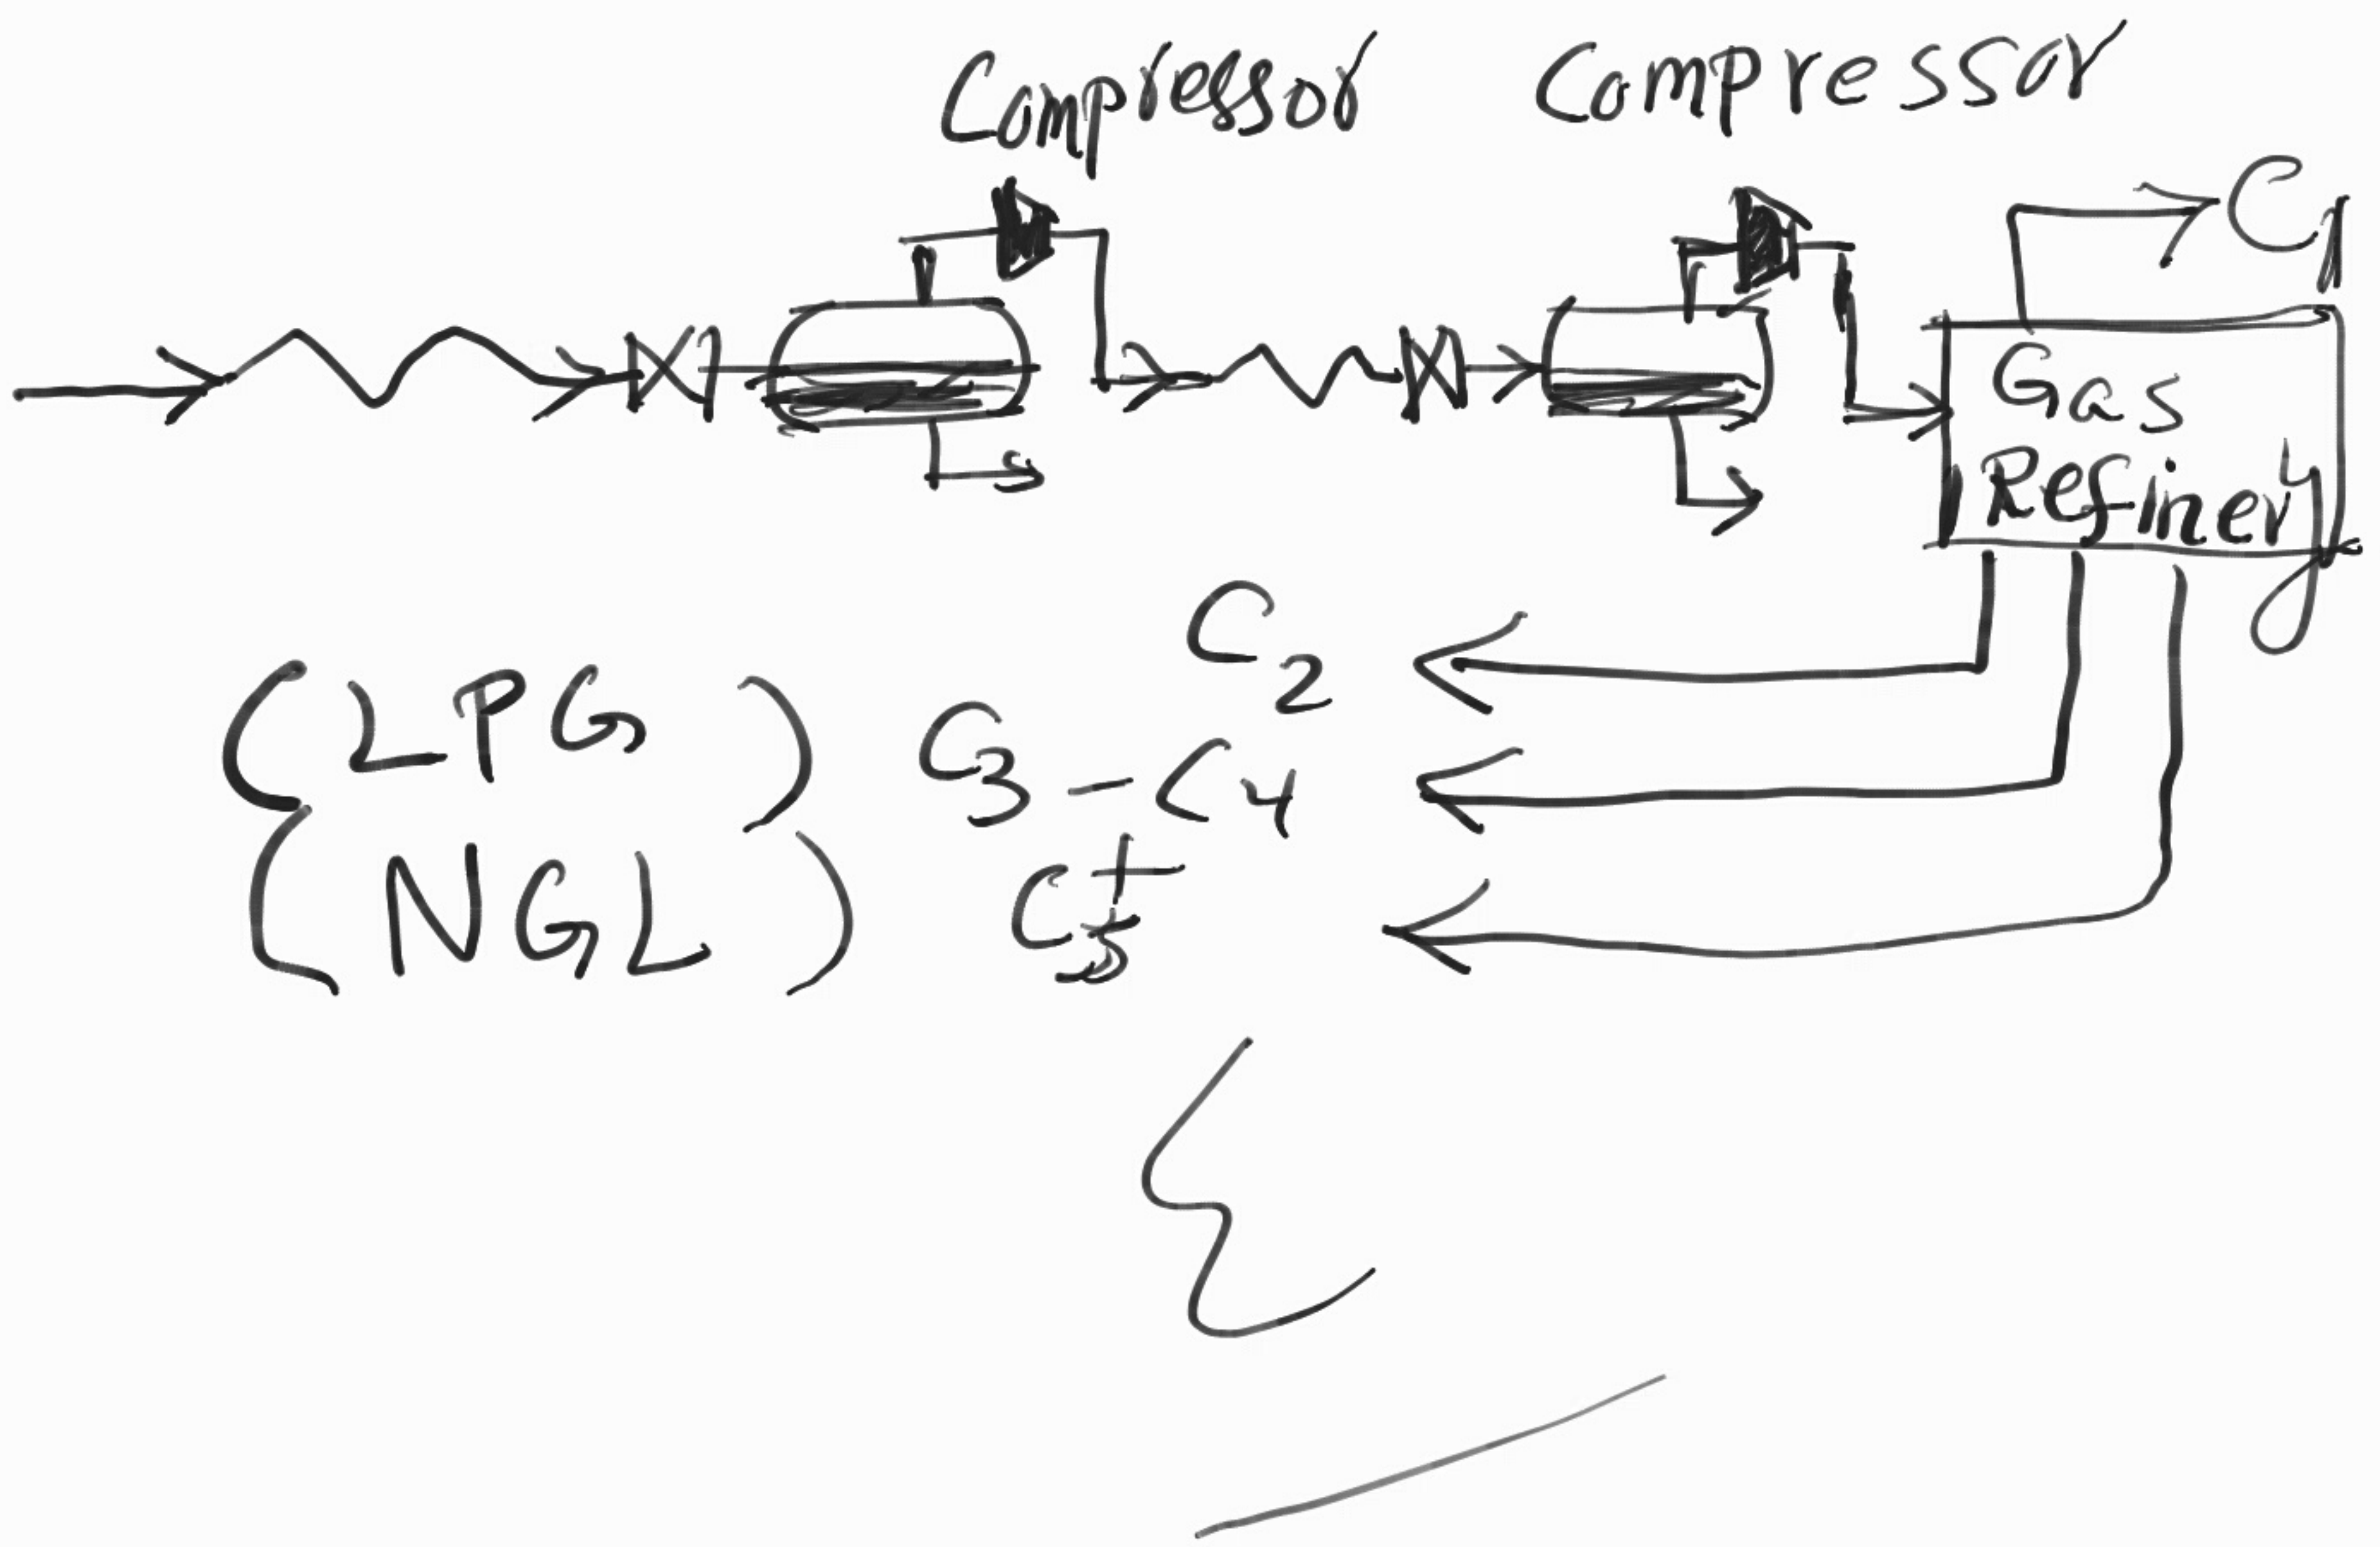 Compressor Compressor
C1
Gas
Refinery
C2
(LPG) C3-C4
(NGL) C5+